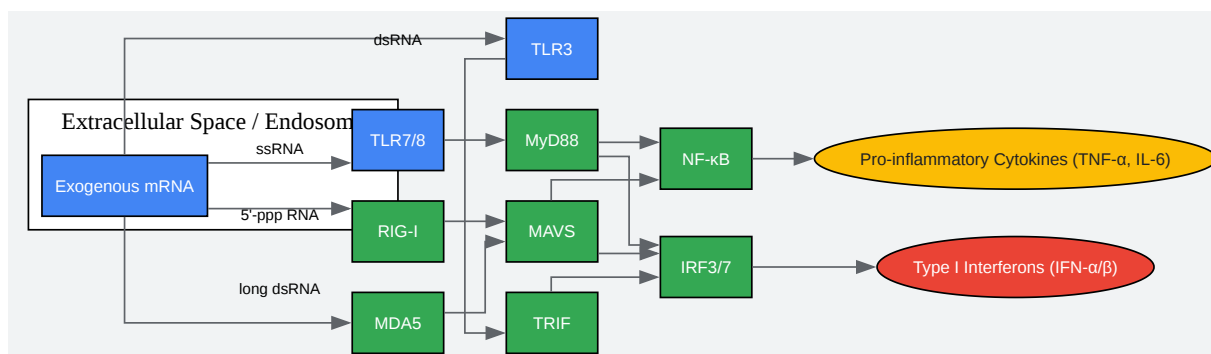 dsRNA
TLR3
Extracellular Space / Endosom
TLR7/8
MyD88
ssRNA
NF-κB
Pro-inflammatory Cytokines (TNF-α, IL-6)
Exogenous mRNA
5'-ppp RNA
RIG-I
MAVS
IRF3/7
Type I Interferons (IFN-α/β)
long dsRNA
MDA5
TRIF